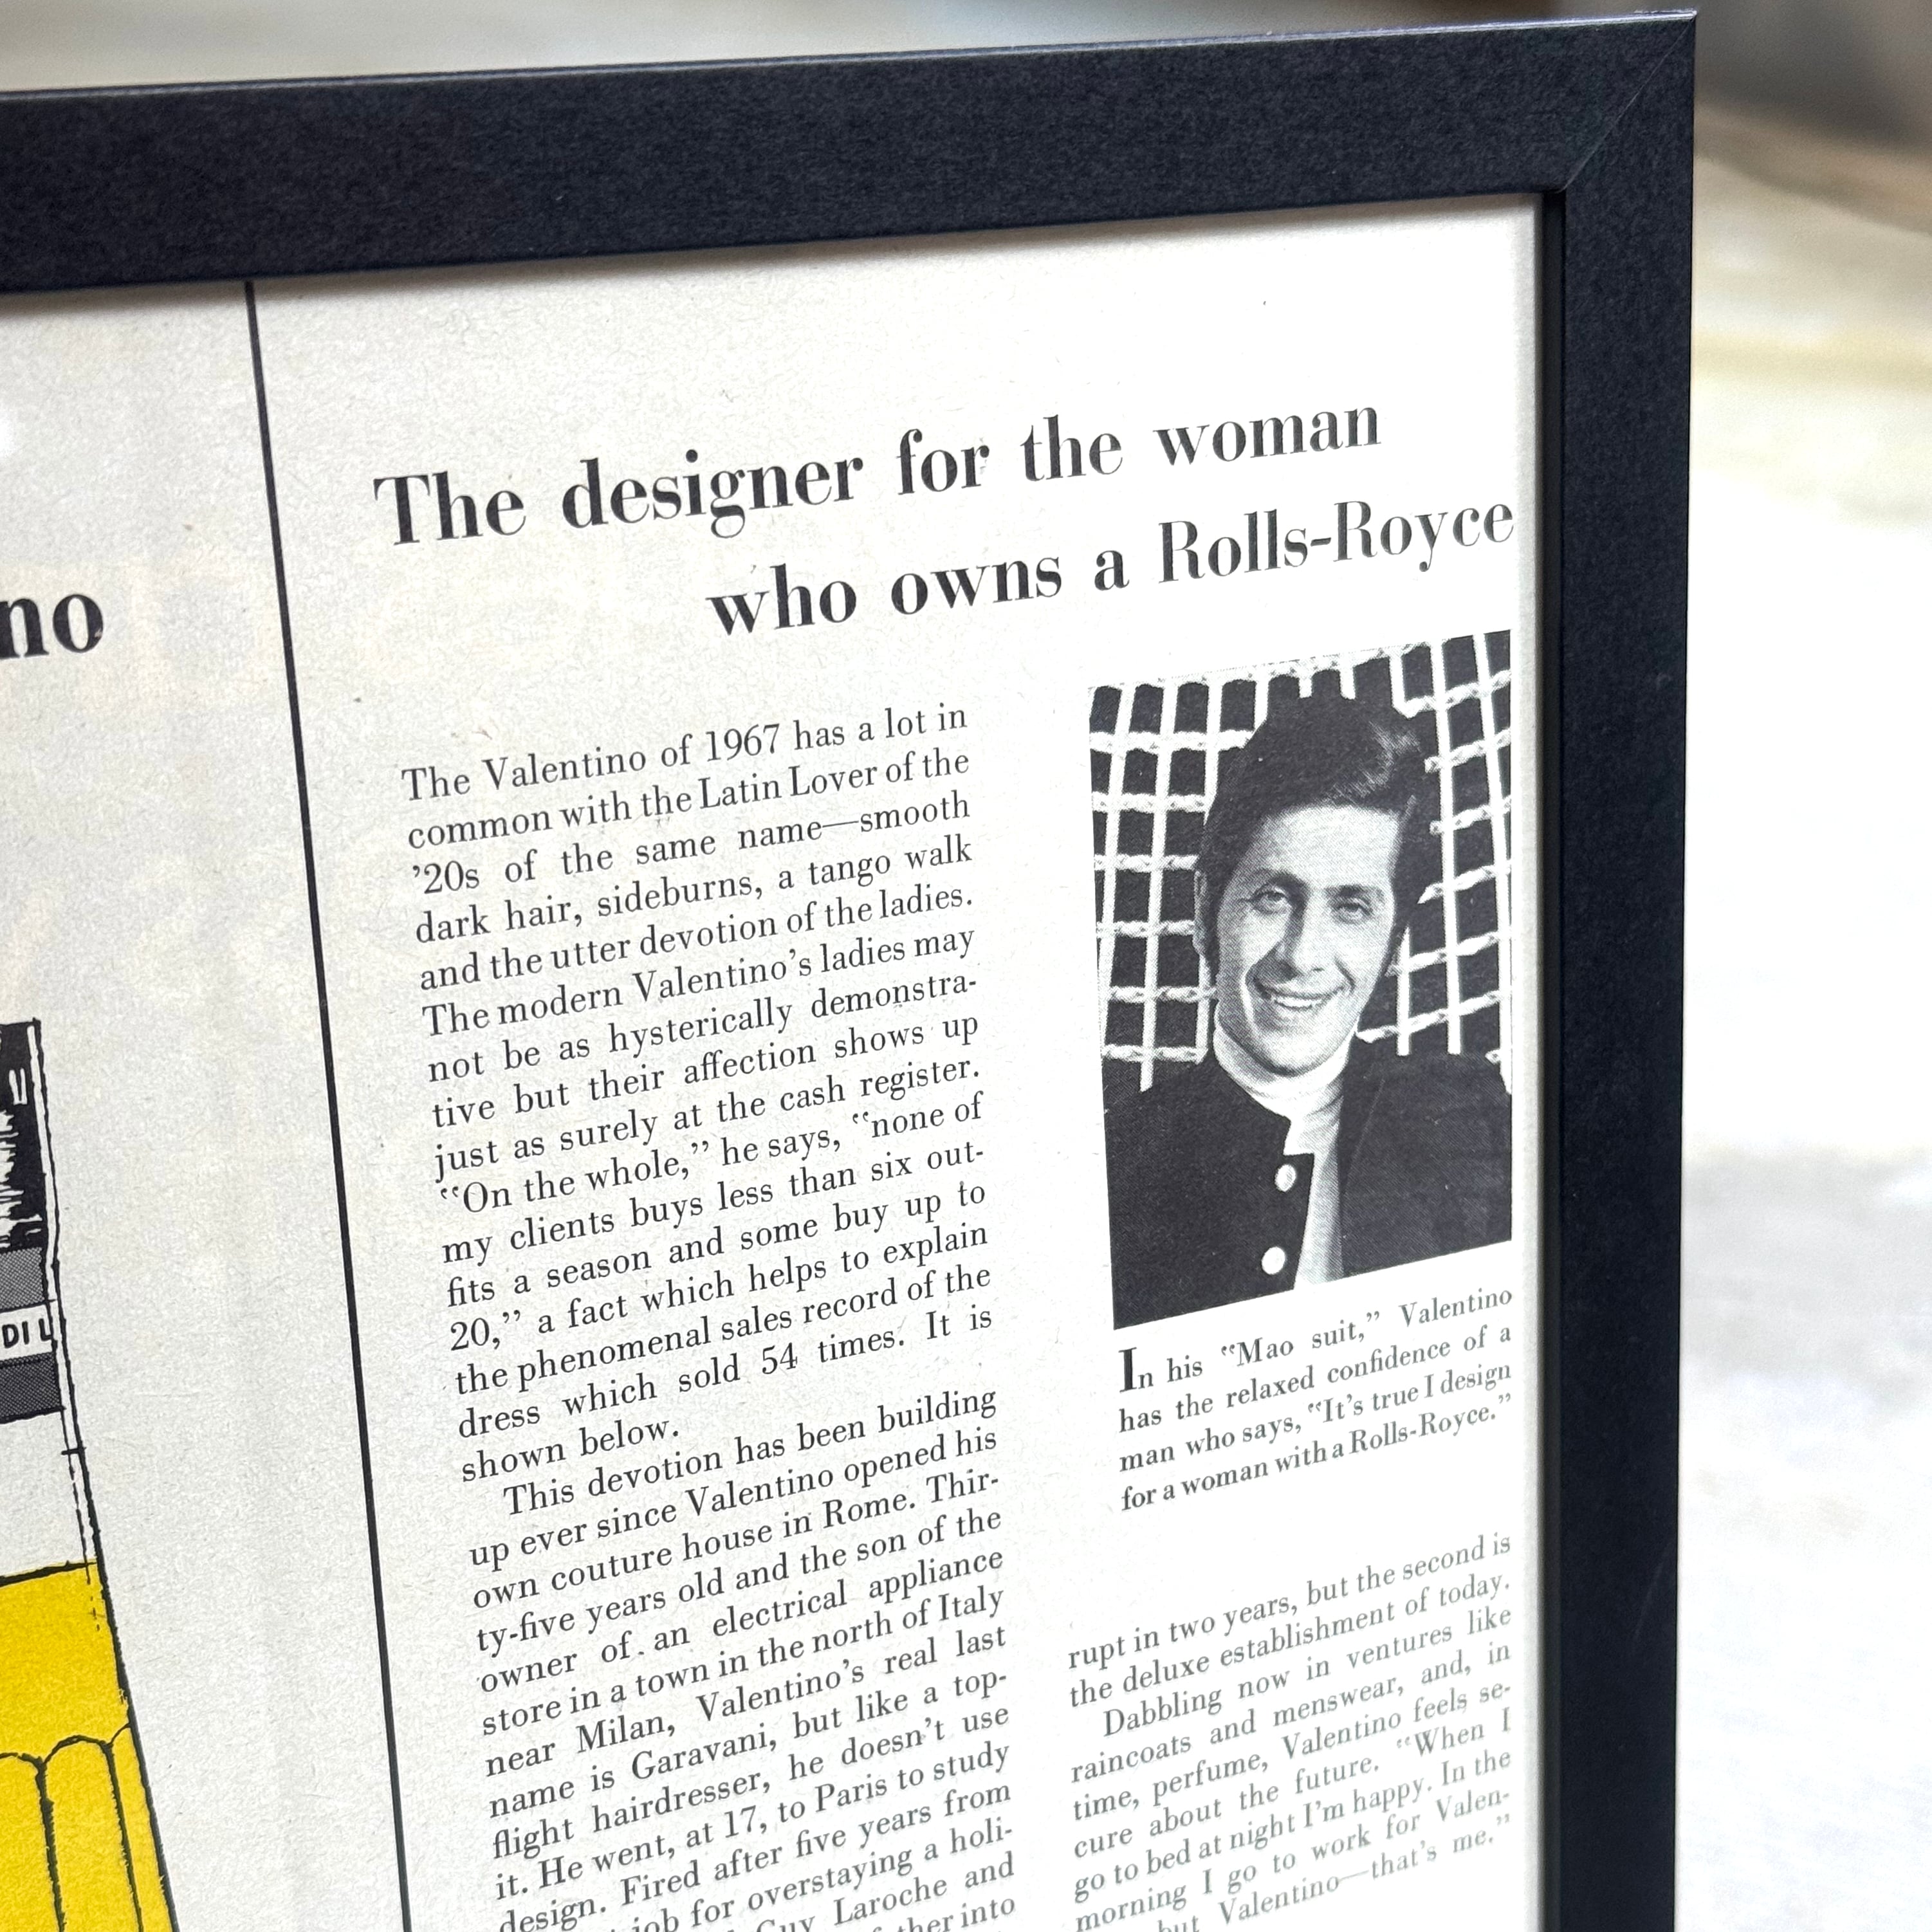 no
DI L
The designer for the woman
who owns a Rolls-Royce
The Valentino of 1967 has a lot in
common with the Latin Lover of the
’20s of the same name—smooth
dark hair, sideburns, a tango walk
and the utter devotion of the ladies.
The modern Valentino’s ladies may
not be as hysterically demonstra-
tive but their affection shows up
just as surely at the cash register.
“On the whole,” he says, “none of
my clients buys less than six out-
fits a season and some buy up to
20,” a fact which helps to explain
the phenomenal sales record of the
dress which sold 54 times. It is
shown below.
This devotion has been building
up ever since Valentino opened his
own couture house in Rome. Thir-
ty-five years old and the son of the
owner of an electrical appliance
store in a town in the north of Italy
near Milan, Valentino’s real last
name is Garavani, but like a top-
flight hairdresser, he doesn’t use
it. He went, at 17, to Paris to study
design. Fired after five years from
job for overstaying a holi-
Guy Laroche and
into
In his “Mao suit,” Valentino
has the relaxed confidence of a
man who says, “It’s true I design
for a woman with a Rolls-Royce.”
rupt in two years, but the second is
the deluxe establishment of today.
Dabbling now in ventures like
raincoats and menswear, and, in
time, perfume, Valentino feels se-
cure about the future. “When I
go to bed at night I’m happy. In the
morning I go to work for Valen-
but Valentino—that’s me.”